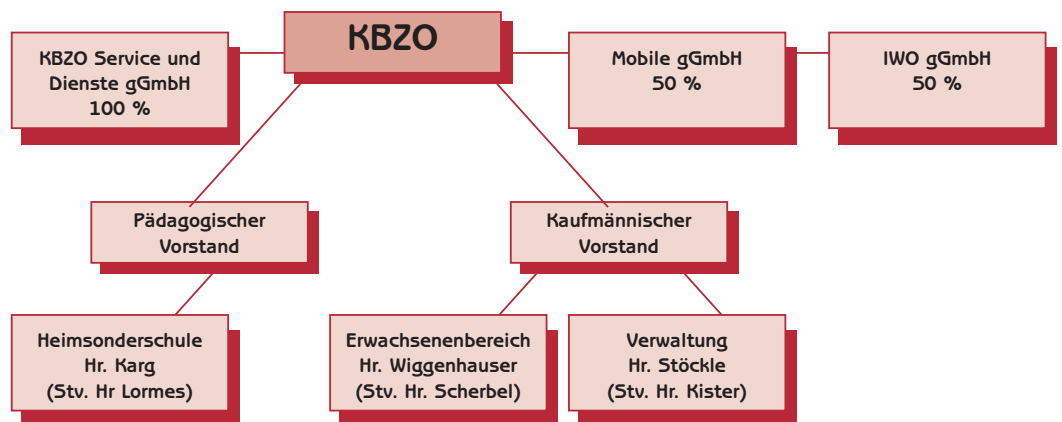 KBZO
KBZO Service und
Dienste gGmbH
100 %
Mobile gGmbH
50 %
IWO gGmbH
50 %
Pädagogischer
Vorstand
Kaufmännischer
Vorstand
Heimsonderschule
Hr. Karg
(Stv. Hr Lormes)
Erwachsenenbereich
Hr. Wiggenhauser
(Stv. Hr. Scherbel)
Verwaltung
Hr. Stöckle
(Stv. Hr. Kister)